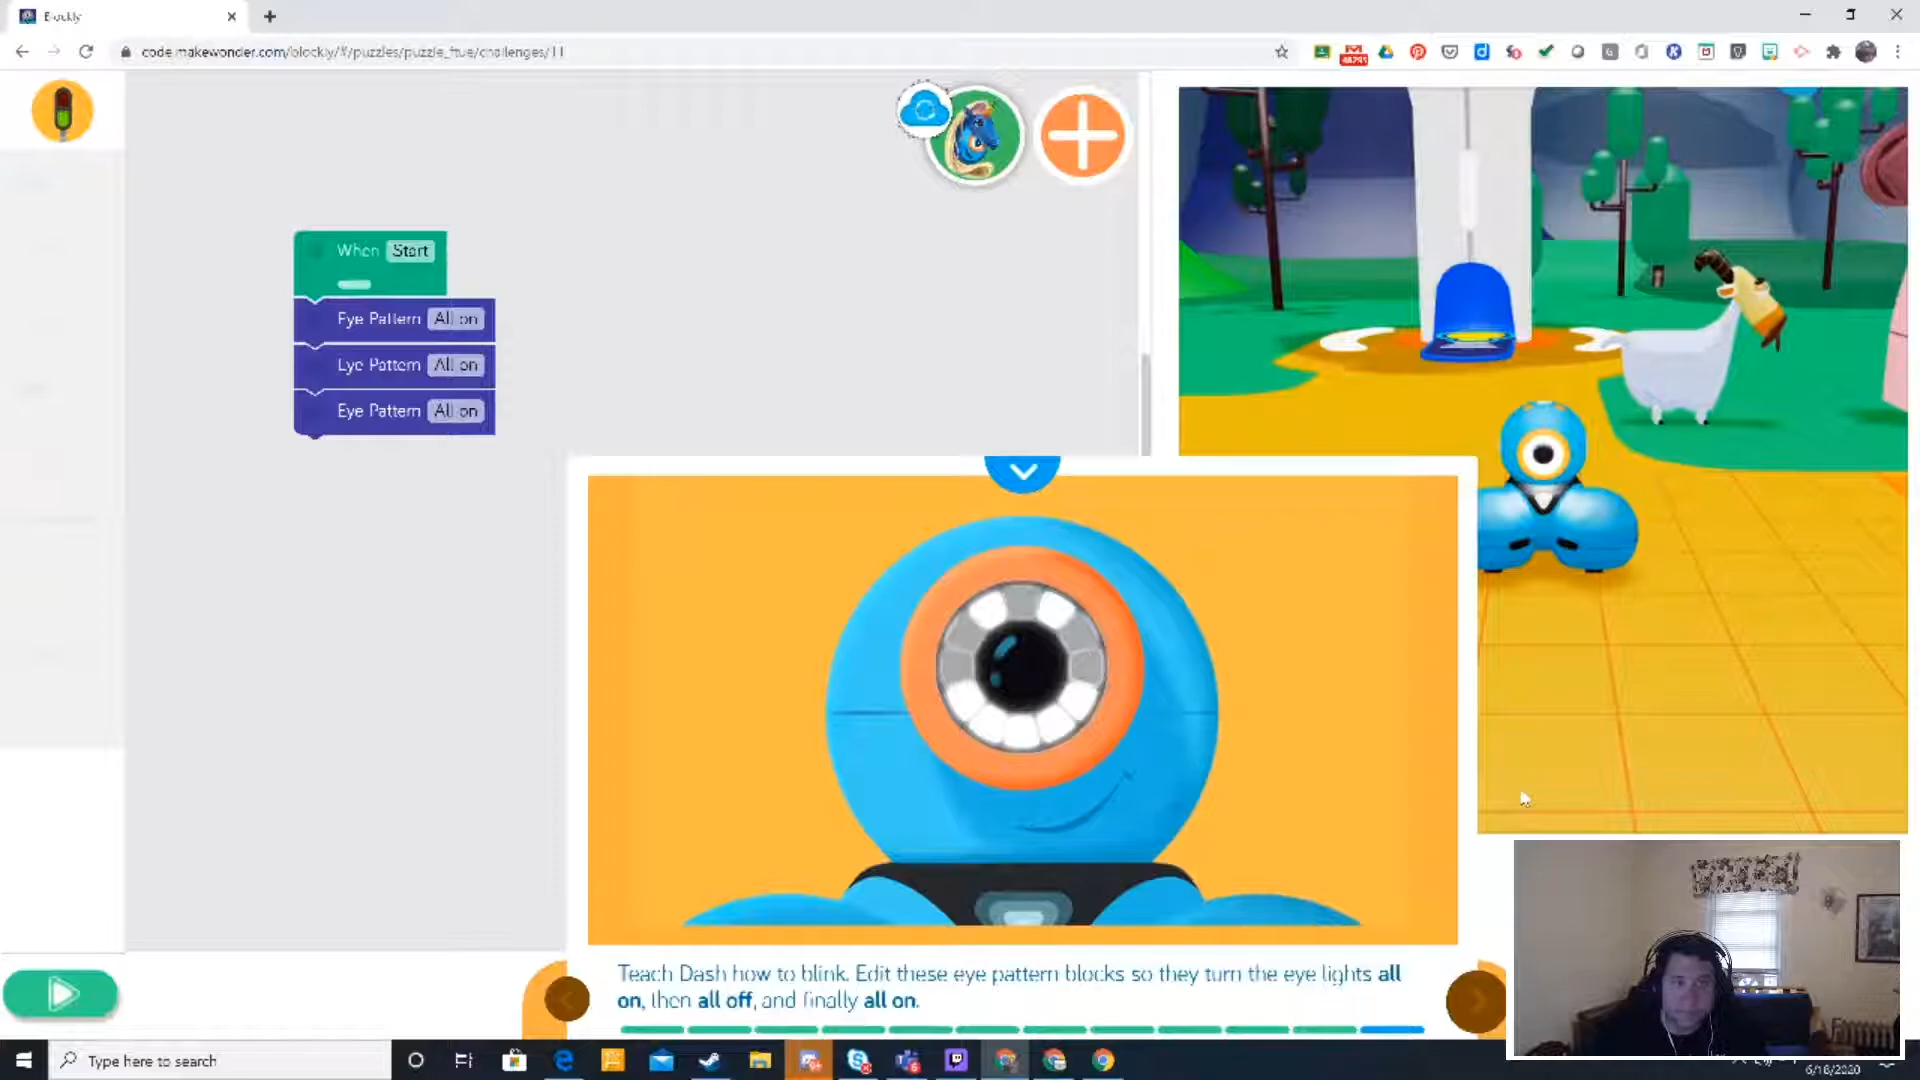 Blockly
code.makewonder.com/blockly/#/puzzles/puzzle_ftue/challenges/11
When Start
Eye Pattern All on
Eye Pattern All on
Eye Pattern All on
Teach Dash how to blink. Edit these eye pattern blocks so they turn the eye lights all
on, then all off, and finally all on.
Type here to search
6/18/2020